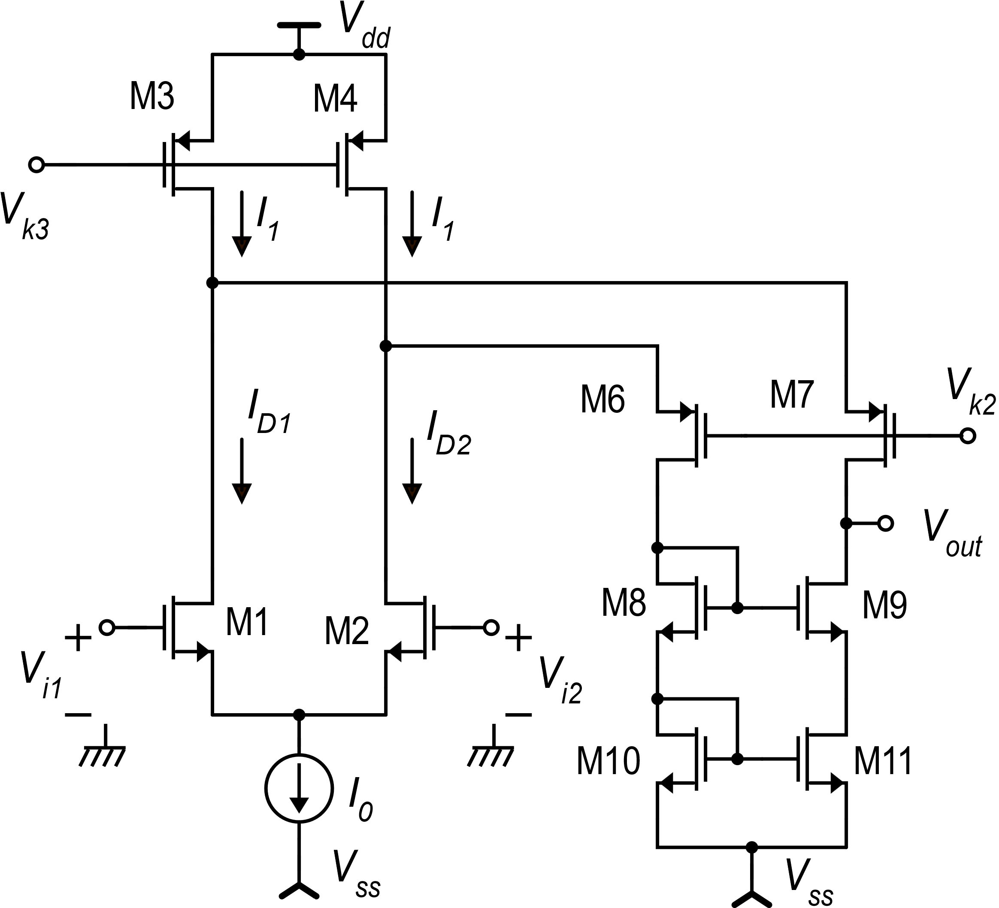 Vdd
M3
M4
Vk3
I1
I1
M6
M7
Vk2
ID1
ID2
Vout
M8
M9
M1
M2
+
Vi1
−
+
Vi2
−
M10
M11
I0
Vss
Vss